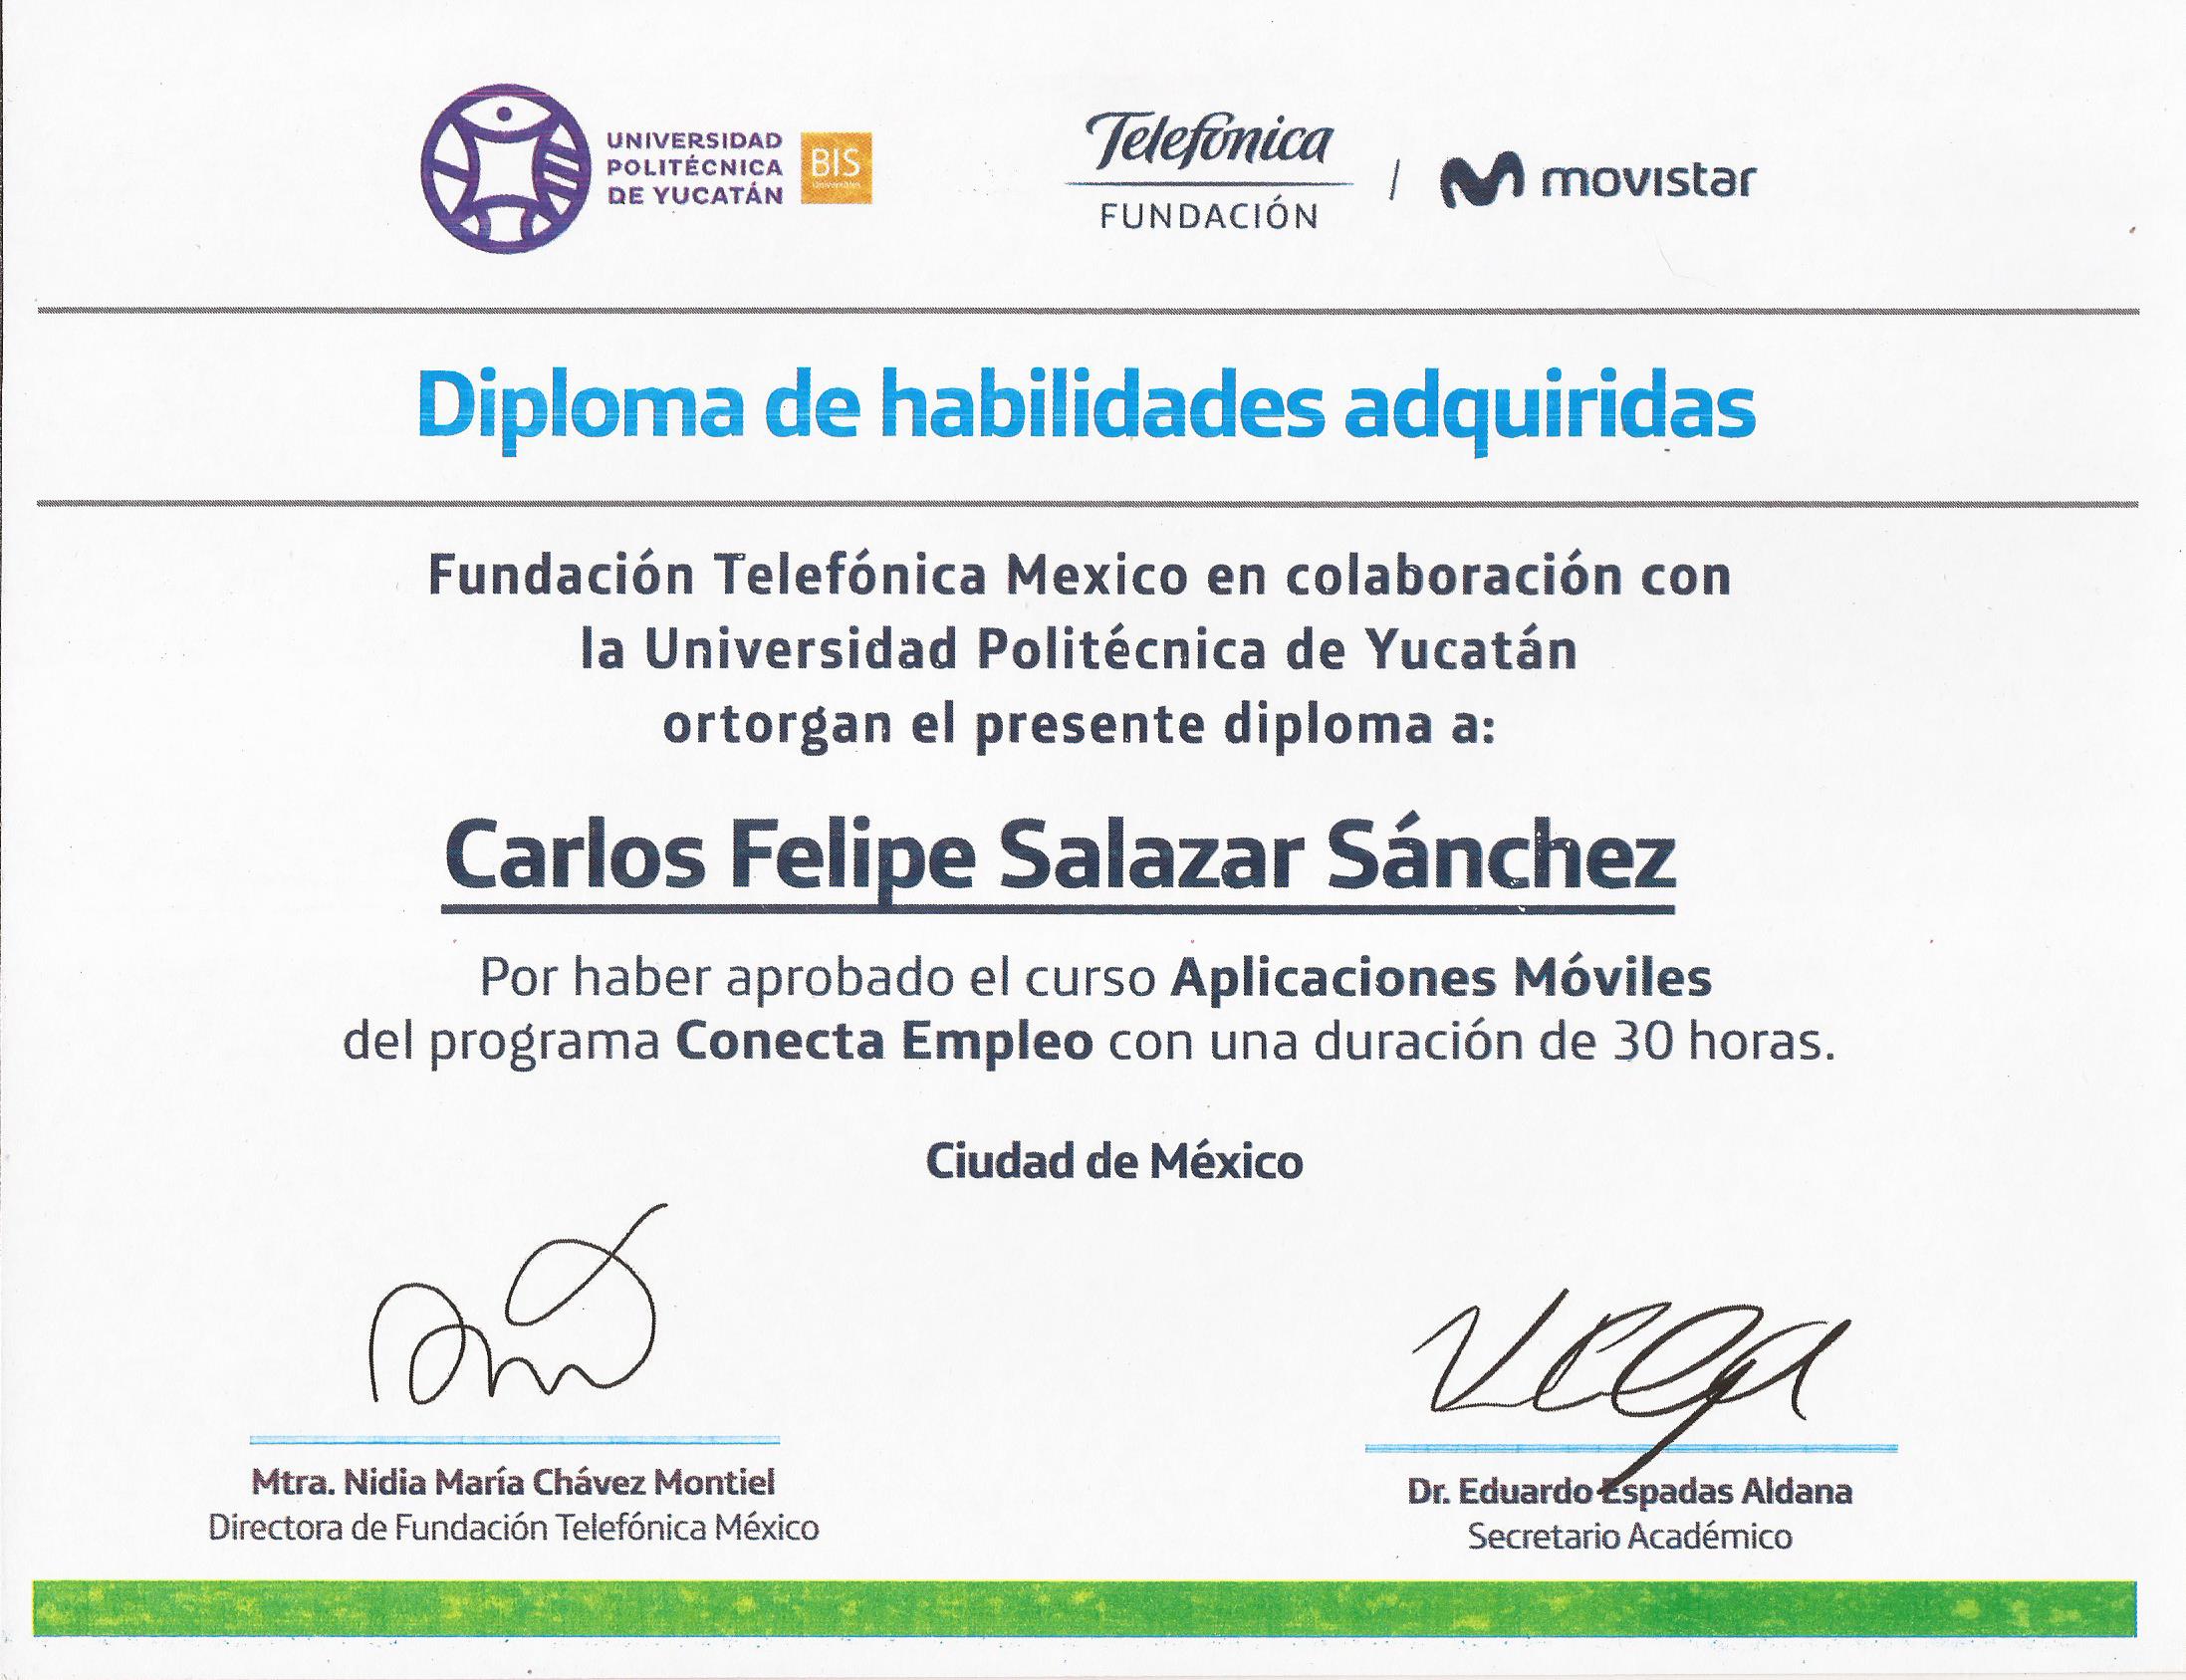 UNIVERSIDAD
POLITÉCNICA
DE YUCATÁN
BIS
Universities
Telefónica
FUNDACIÓN
/
movistar
Diploma de habilidades adquiridas
Fundación Telefónica Mexico en colaboración con
la Universidad Politécnica de Yucatán
ortorgan el presente diploma a:
Carlos Felipe Salazar Sánchez
Por haber aprobado el curso Aplicaciones Móviles
del programa Conecta Empleo con una duración de 30 horas.
Ciudad de México
Mtra. Nidia María Chávez Montiel
Directora de Fundación Telefónica México
Dr. Eduardo Espadas Aldana
Secretario Académico